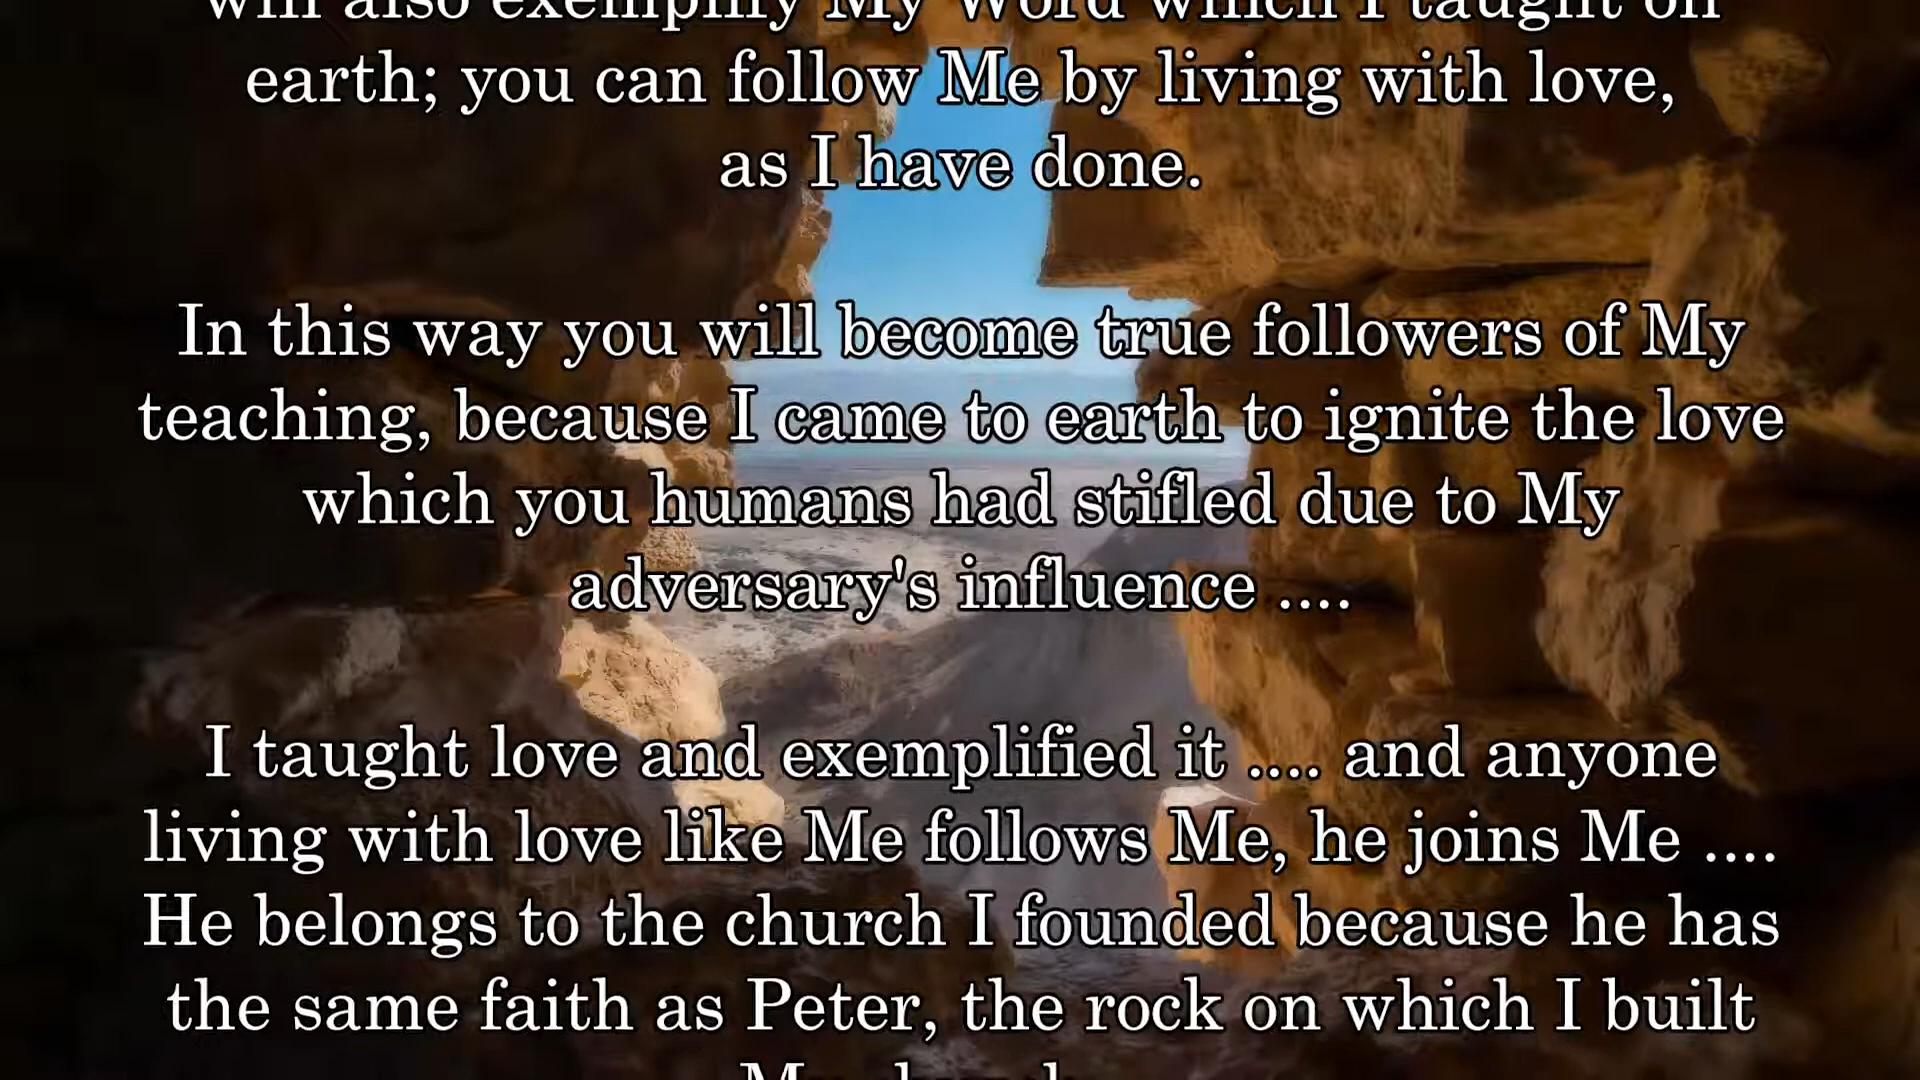 will also exemplify My Word which I taught on
earth; you can follow Me by living with love,
as I have done.
In this way you will become true followers of My
teaching, because I came to earth to ignite the love
which you humans had stifled due to My
adversary's influence ....
I taught love and exemplified it .... and anyone
living with love like Me follows Me, he joins Me ....
He belongs to the church I founded because he has
the same faith as Peter, the rock on which I built
My church